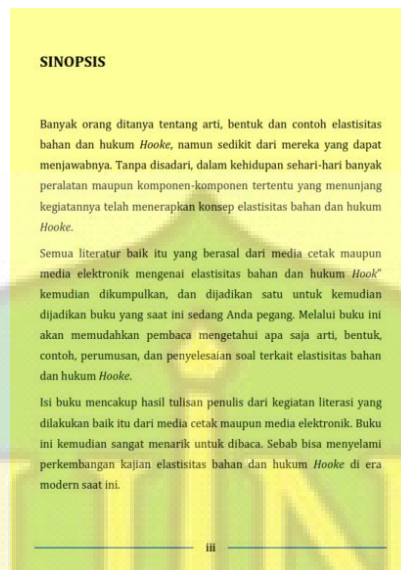 SINOPSIS
Banyak orang ditanya tentang arti, bentuk dan contoh elastisitas
bahan dan hukum Hooke, namun sedikit dari mereka yang dapat
menjawabnya. Tanpa disadari, dalam kehidupan sehari-hari banyak
peralatan maupun komponen-komponen tertentu yang menunjang
kegiatannya telah menerapkan konsep elastisitas bahan dan hukum
Hooke.
Semua literatur baik itu yang berasal dari media cetak maupun
media elektronik mengenai elastisitas bahan dan hukum Hook"
kemudian dikumpulkan, dan dijadikan satu untuk kemudian
dijadikan buku yang saat ini sedang Anda pegang. Melalui buku ini
akan memudahkan pembaca mengetahui apa saja arti, bentuk,
contoh, perumusan, dan penyelesaian soal terkait elastisitas bahan
dan hukum Hooke.
Isi buku mencakup hasil tulisan penulis dari kegiatan literasi yang
dilakukan baik itu dari media cetak maupun media elektronik. Buku
ini kemudian sangat menarik untuk dibaca. Sebab bisa menyelami
perkembangan kajian elastisitas bahan dan hukum Hooke di era
modern saat ini.
iii